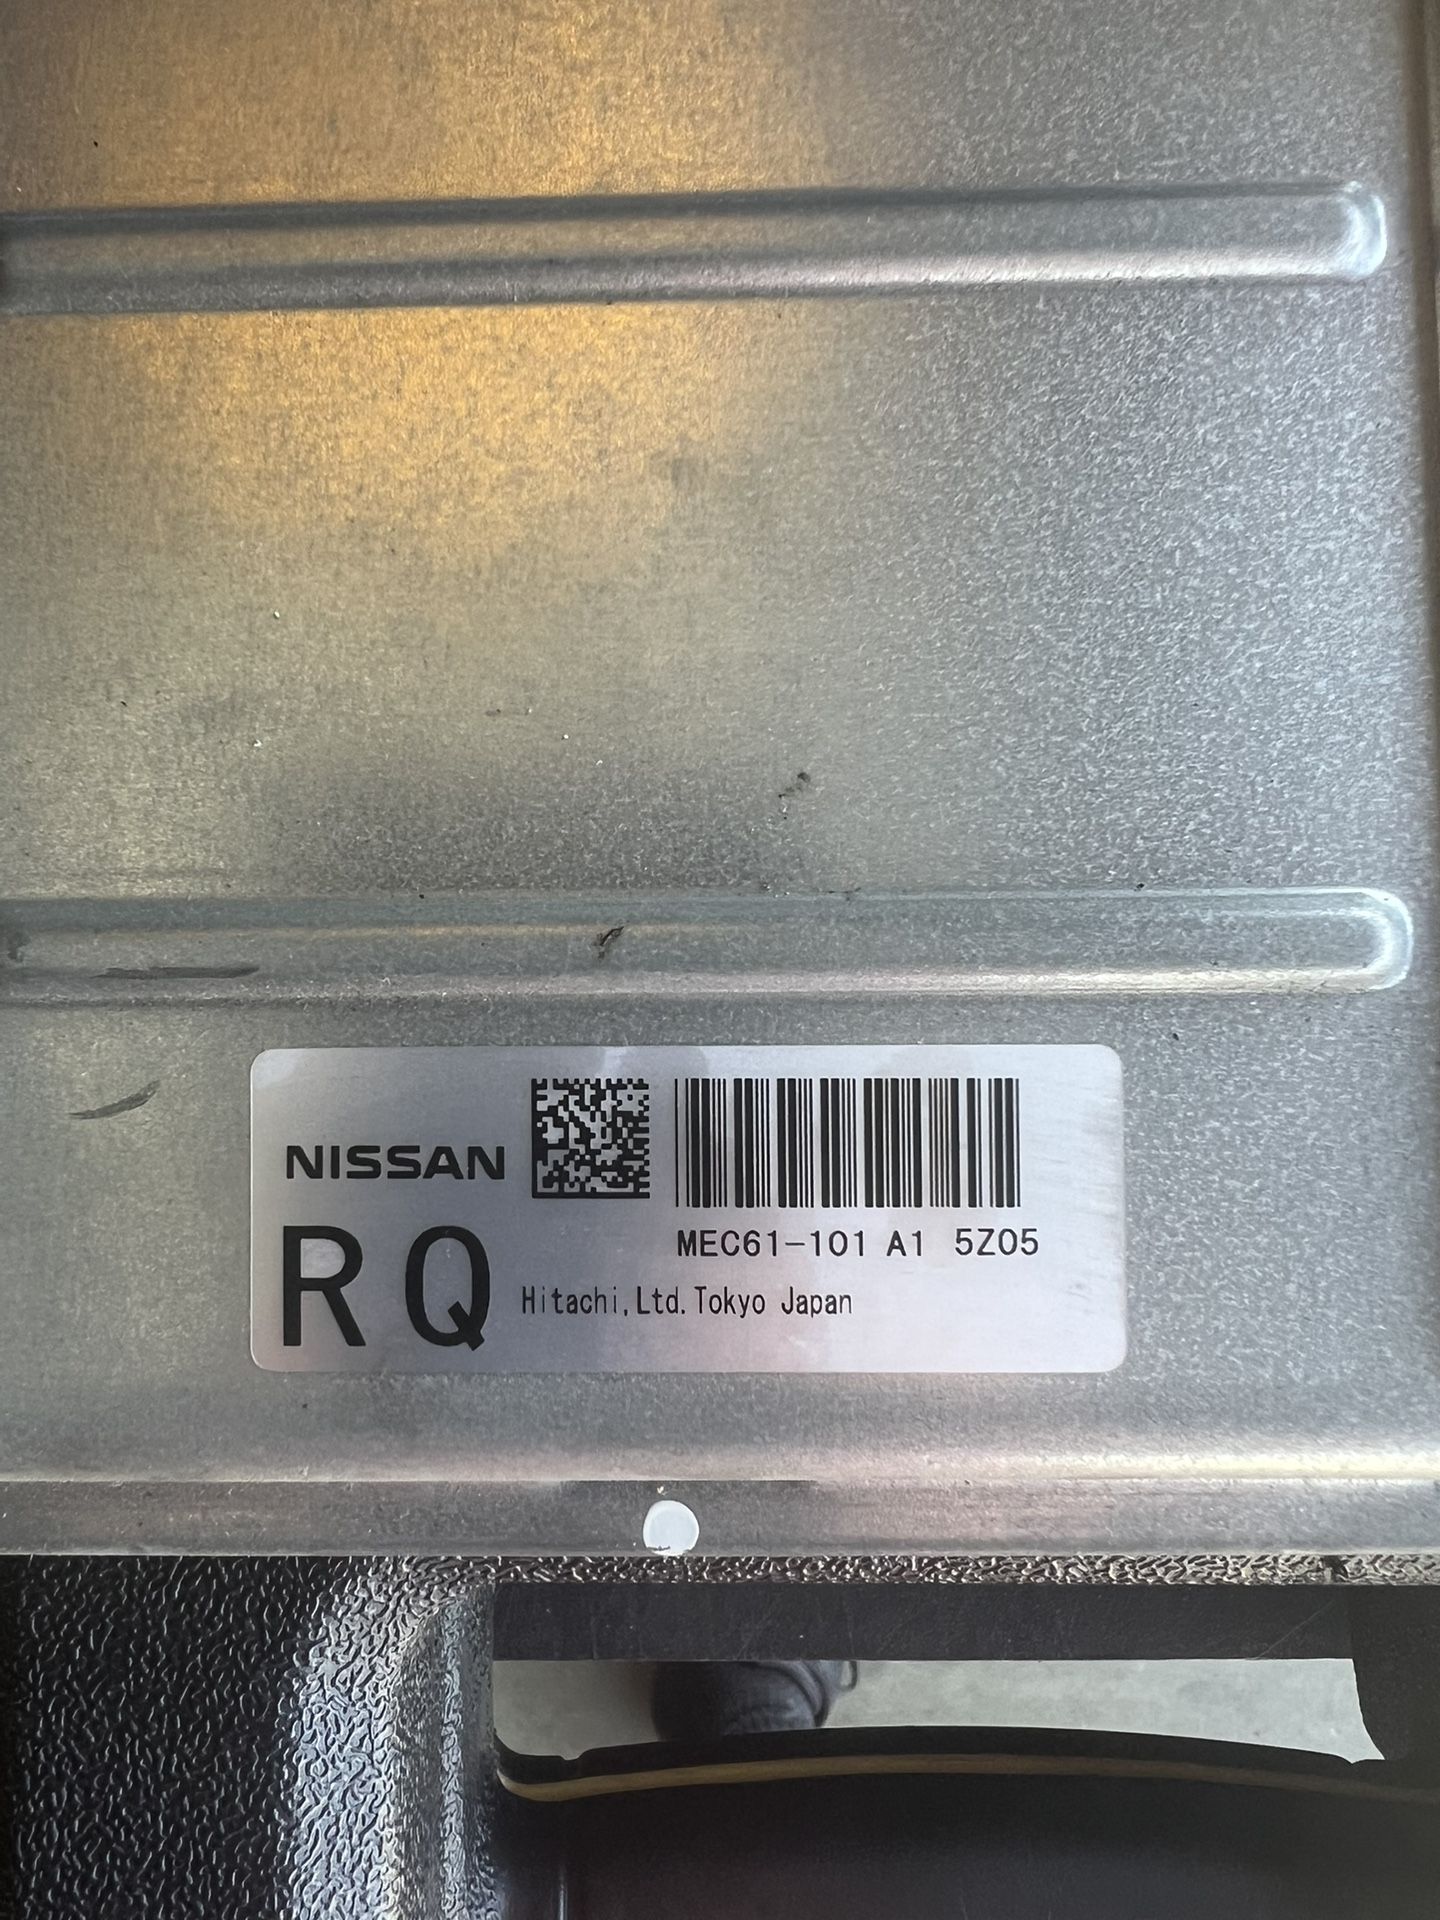 NISSAN
MEC61-101 A1 5Z05
RQ
Hitachi,Ltd.Tokyo Japan